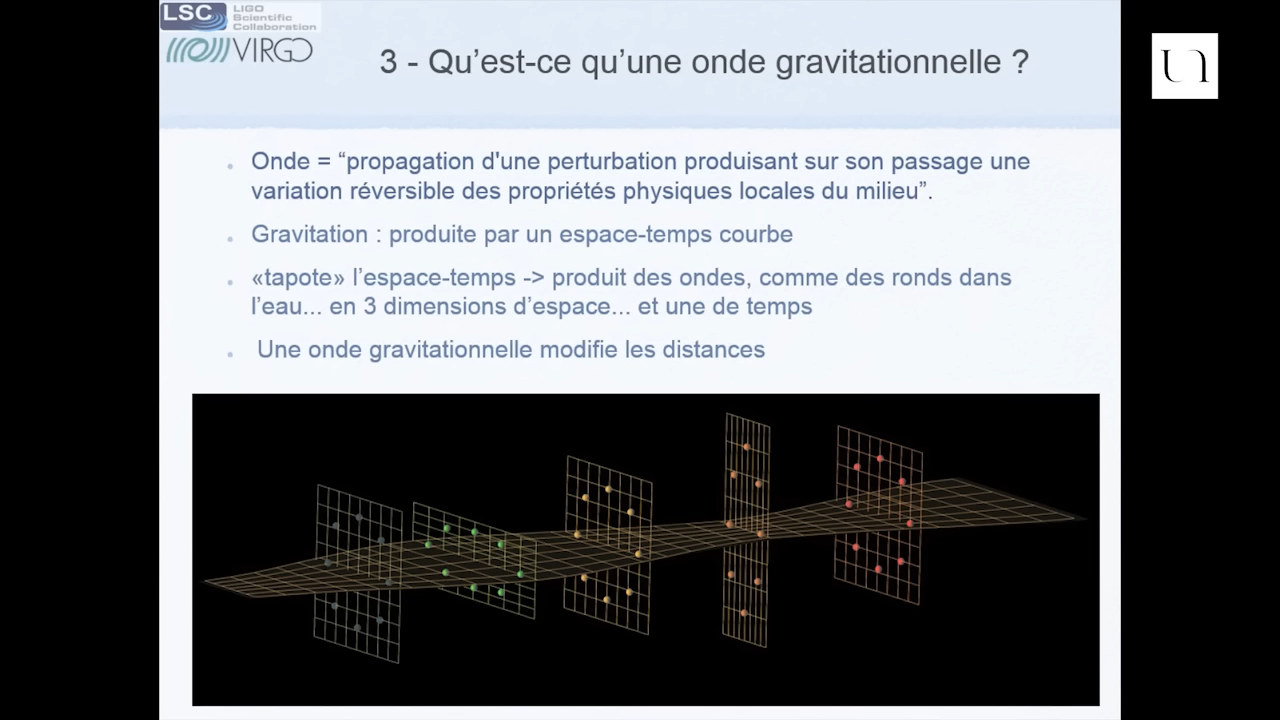 LSC
LIGO
Scientific
Collaboration
VIRGO
3 - Qu’est-ce qu’une onde gravitationnelle ?
Onde = “propagation d'une perturbation produisant sur son passage une
variation réversible des propriétés physiques locales du milieu”.
Gravitation : produite par un espace-temps courbe
«tapote» l’espace-temps -> produit des ondes, comme des ronds dans
l’eau... en 3 dimensions d’espace... et une de temps
Une onde gravitationnelle modifie les distances